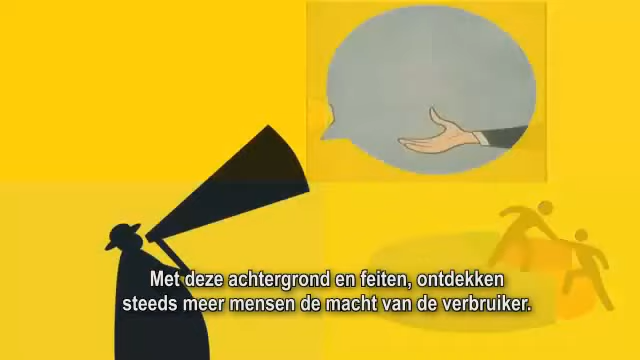 Met deze achtergrond en feiten, ontdekken
steeds meer mensen de macht van de verbruiker.